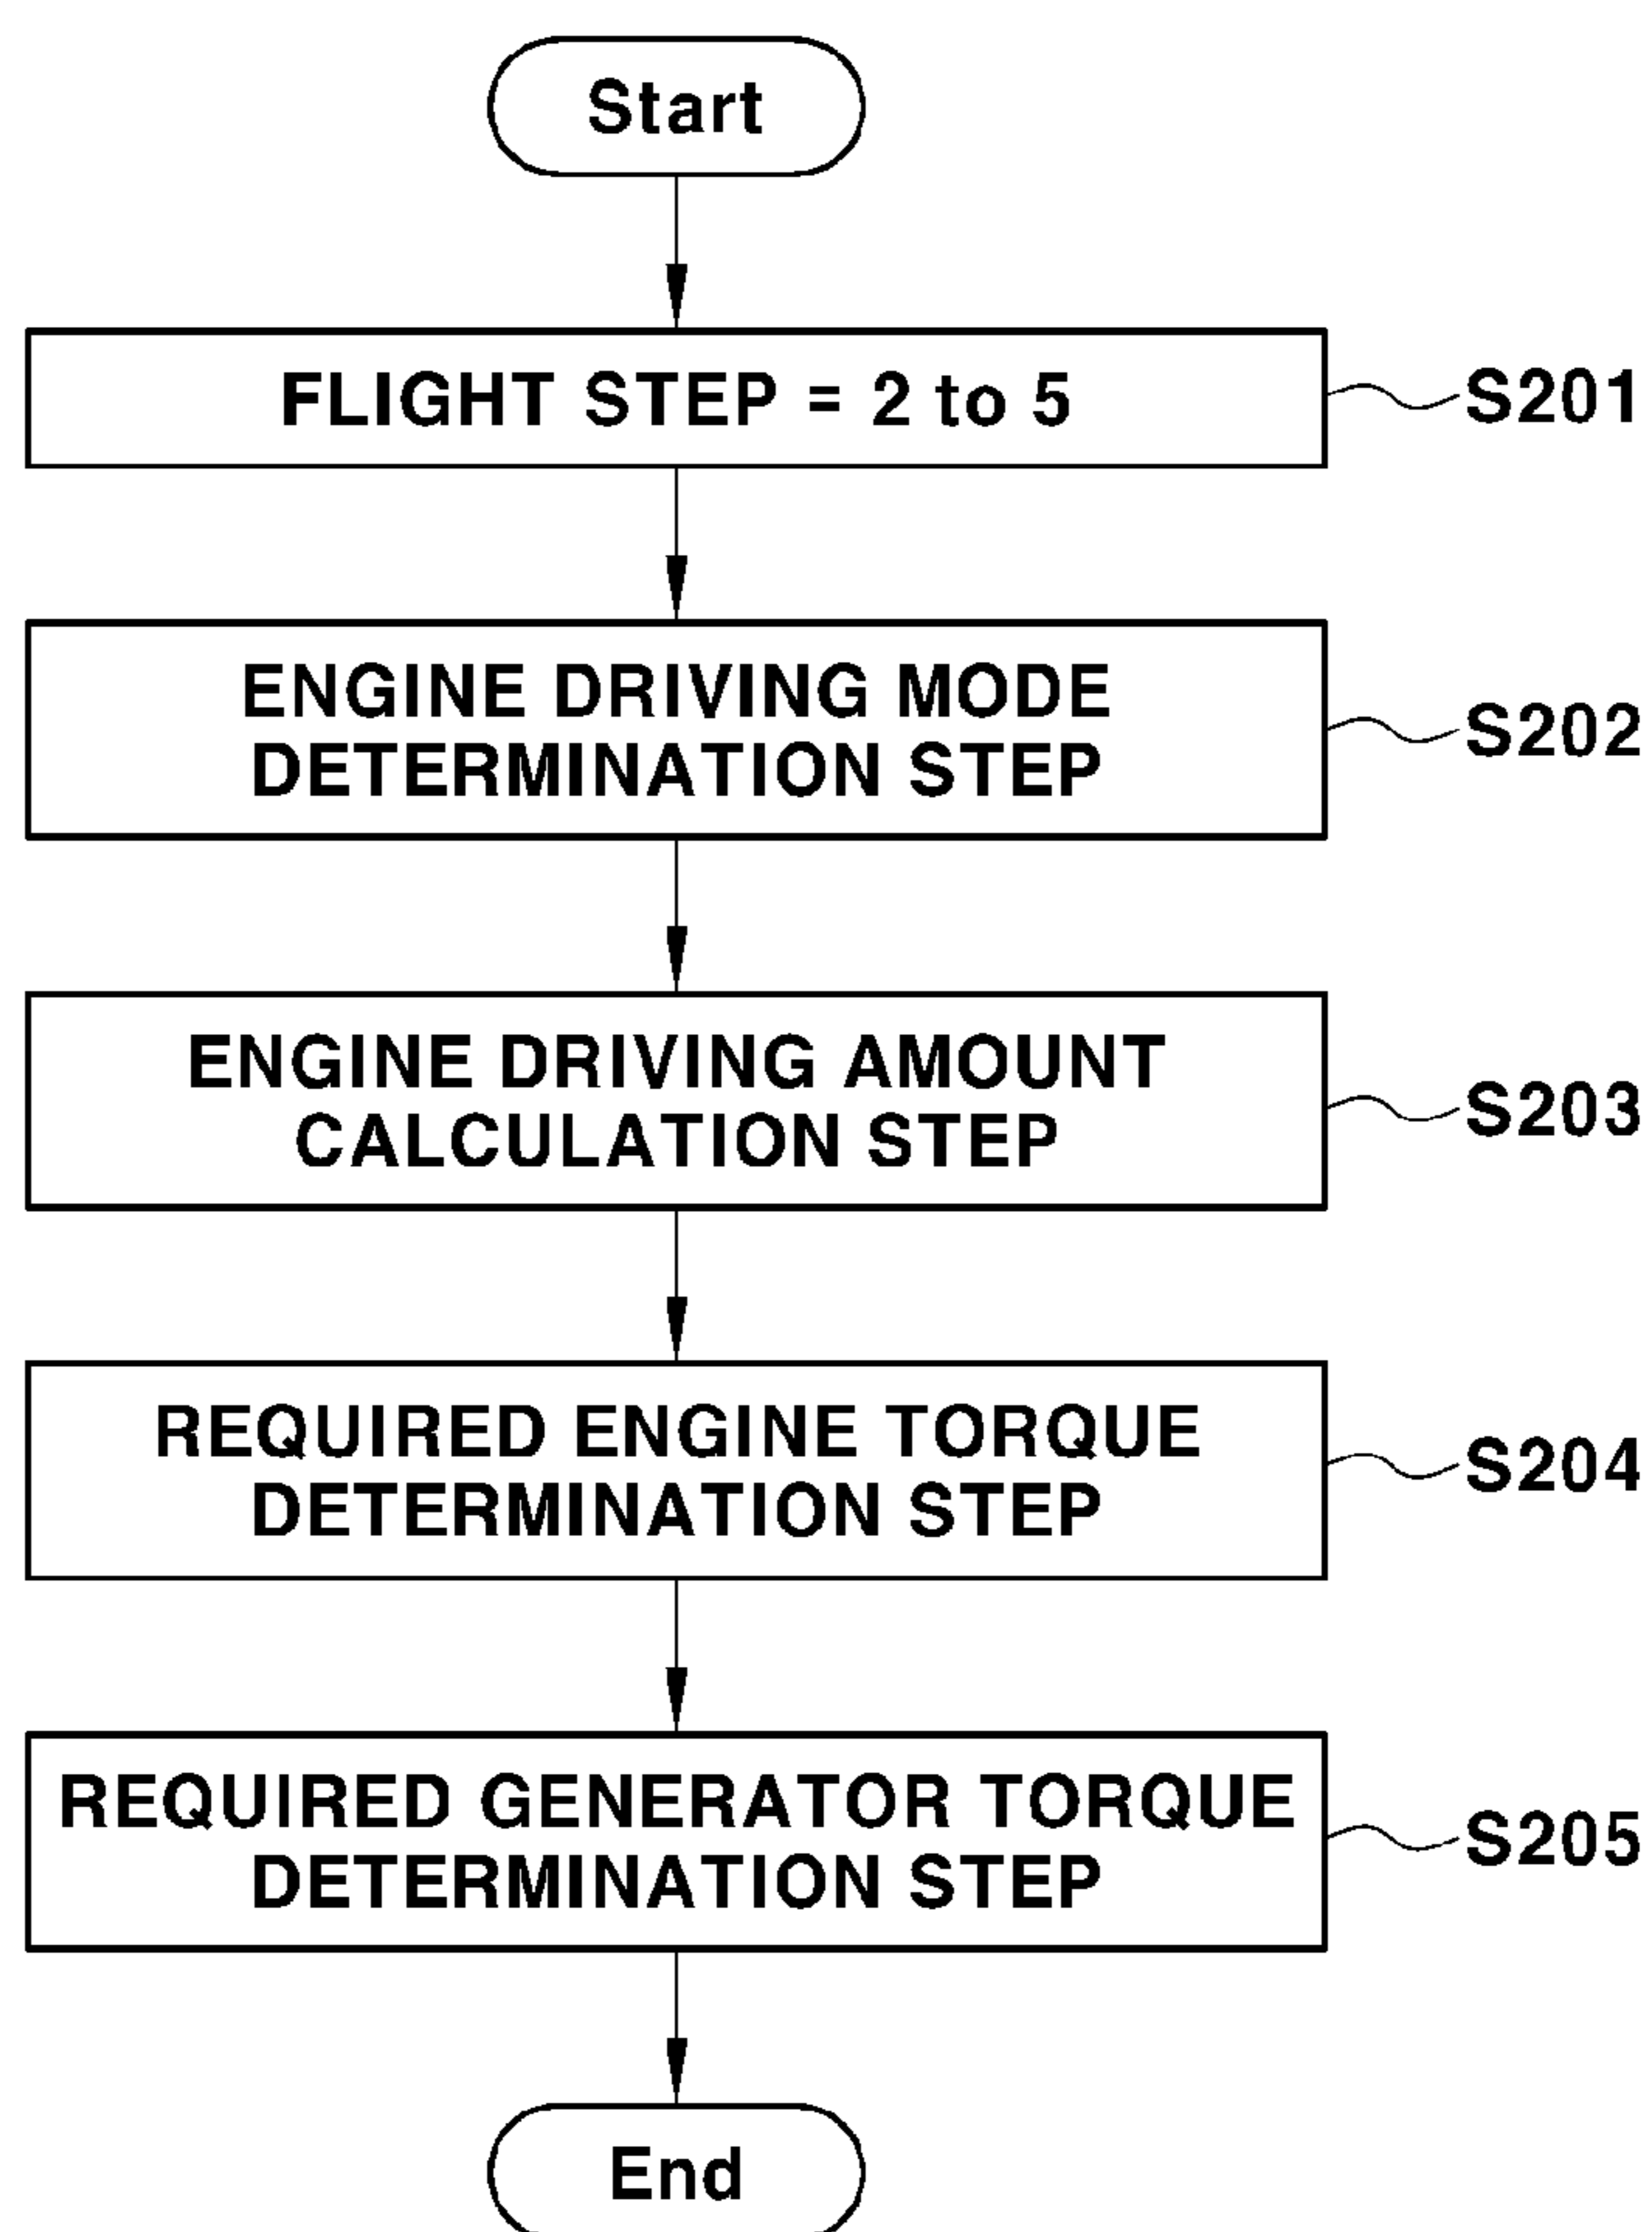 Start
FLIGHT STEP = 2 to 5
S201
ENGINE DRIVING MODE
DETERMINATION STEP
S202
ENGINE DRIVING AMOUNT
CALCULATION STEP
S203
REQUIRED ENGINE TORQUE
DETERMINATION STEP
S204
REQUIRED GENERATOR TORQUE
DETERMINATION STEP
S205
End